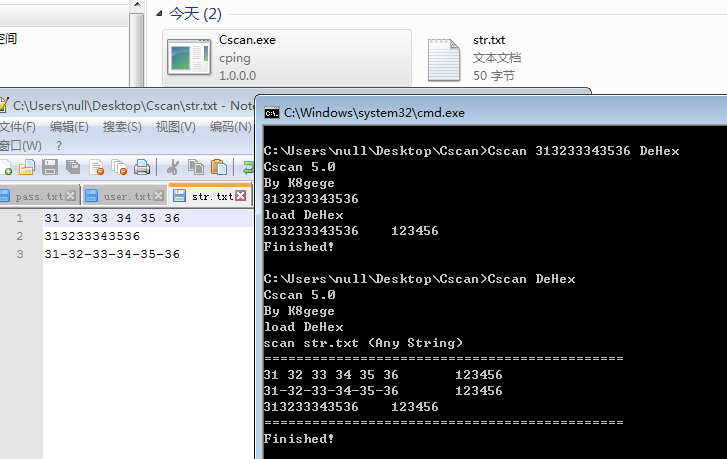 空间
今天 (2)
Cscan.exe
cping
1.0.0.0
str.txt
文本文档
50 字节
C:\Users\null\Desktop\Cscan\str.txt - Note
文件(F) 编辑(E) 搜索(S) 视图(V) 编码(N)
窗口(W) ?
pass.txt
user.txt
str.txt
1 31 32 33 34 35 36
2 313233343536
3 31-32-33-34-35-36
C:\Windows\system32\cmd.exe
C:\Users\null\Desktop\Cscan>Cscan 313233343536 DeHex
Cscan 5.0
By K8gege
313233343536
load DeHex
313233343536 123456
Finished!
C:\Users\null\Desktop\Cscan>Cscan DeHex
Cscan 5.0
By K8gege
load DeHex
scan str.txt (Any String)
=============================================
31 32 33 34 35 36 123456
31-32-33-34-35-36 123456
313233343536 123456
=============================================
Finished!